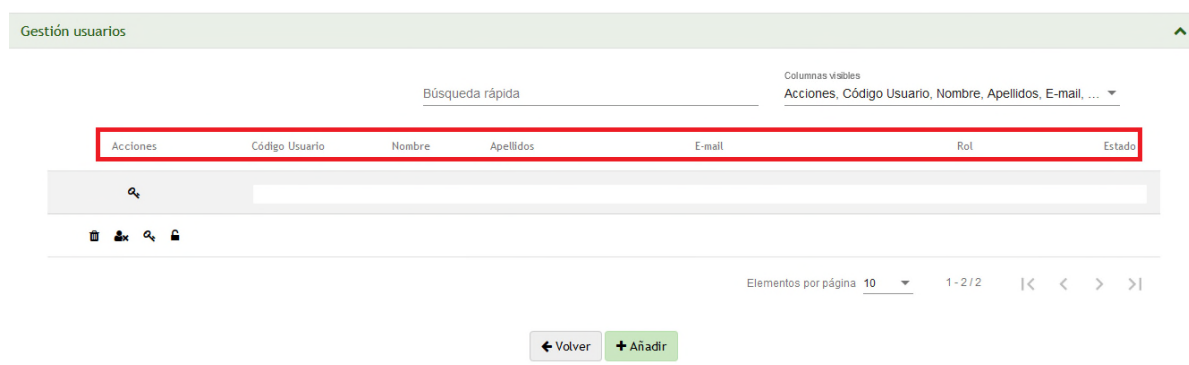 Gestión usuarios
Columnas visibles
Búsqueda rápida
Acciones, Código Usuario, Nombre, Apellidos, E-mail, ...
Acciones Código Usuario Nombre Apellidos E-mail Rol Estado
Elementos por página 10 1 - 2 / 2
Volver Añadir